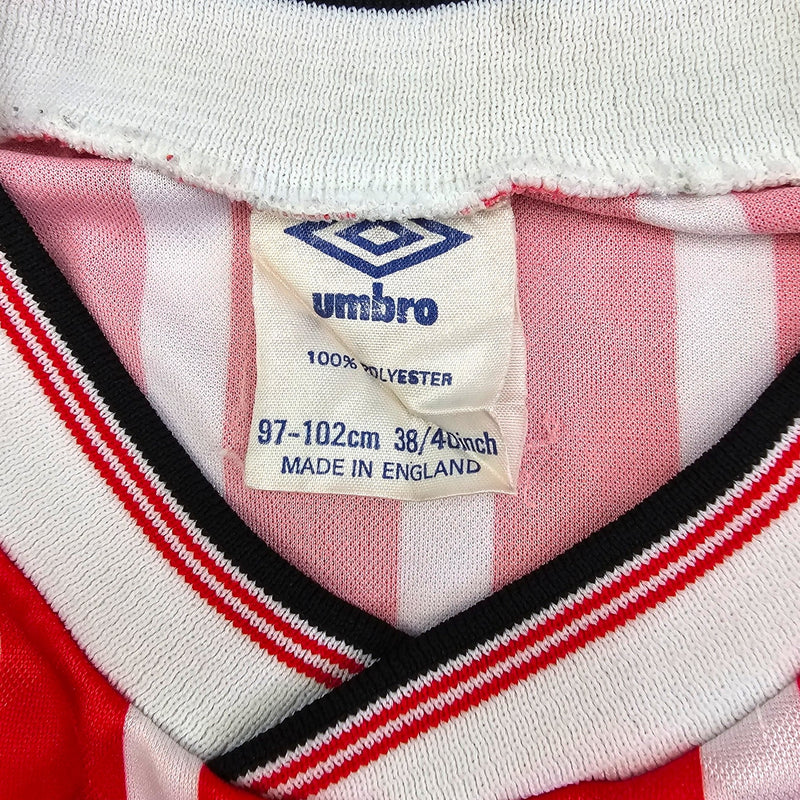 umbro
100% POLYESTER
97-102cm 38/40inch
MADE IN ENGLAND